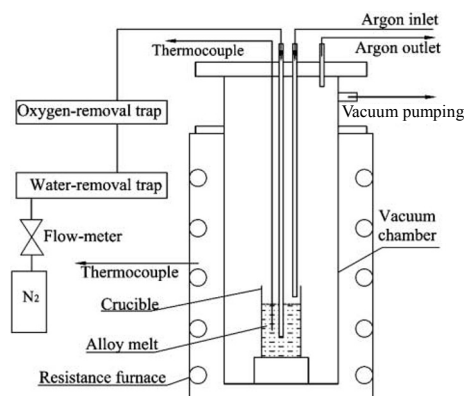 Argon inlet
Thermocouple
Argon outlet
Oxygen-removal trap
Vacuum pumping
Water-removal trap
Flow-meter
Vacuum
chamber
Thermocouple
N₂
Crucible
Alloy melt
Resistance furnace